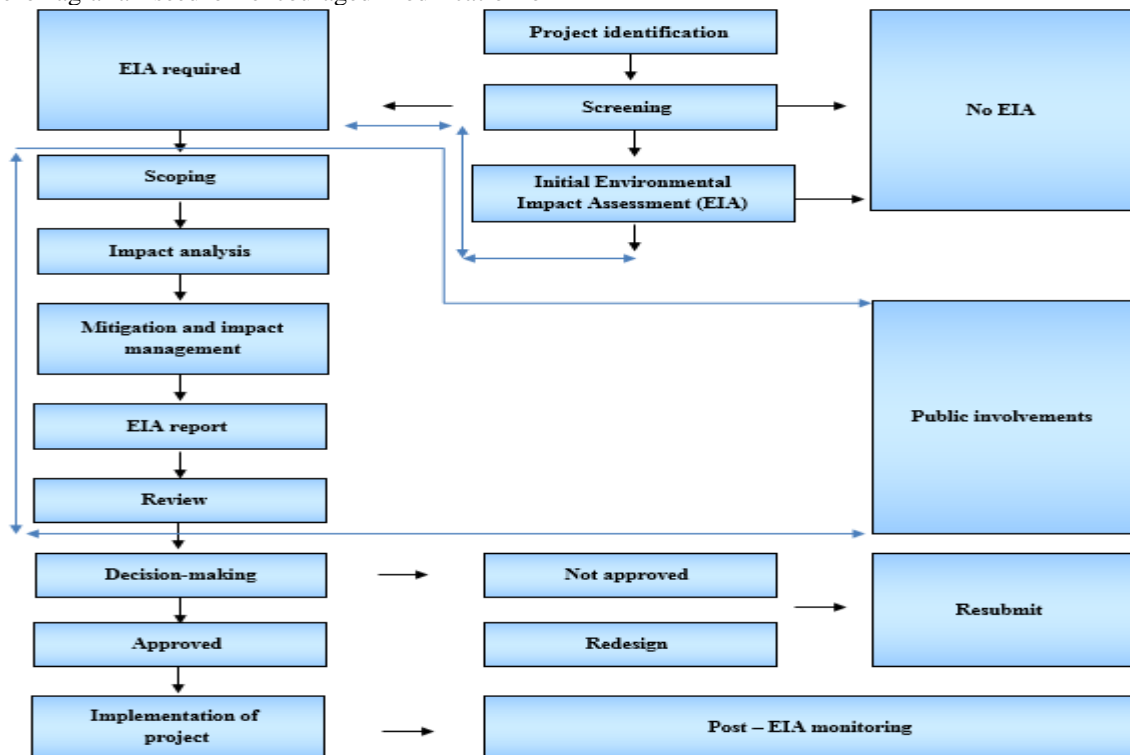 Project identification
EIA required
Screening
No EIA
Scoping
Initial Environmental
Impact Assessment (EIA)
Impact analysis
Mitigation and impact
management
Public involvements
EIA report
Review
Decision-making
Not approved
Resubmit
Approved
Redesign
Implementation of
project
Post – EIA monitoring